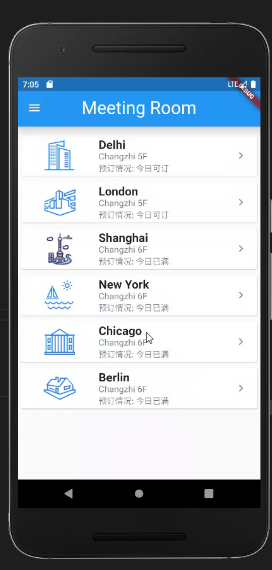 7:05
LTE
DEBUG
Meeting Room
Delhi
Changzhi 5F
预订情况: 今日可订
London
Changzhi 5F
预订情况: 今日可订
Shanghai
Changzhi 6F
预订情况: 今日已满
New York
Changzhi 6F
预订情况: 今日已满
Chicago
Changzhi 6F
预订情况: 今日已满
Berlin
Changzhi 6F
预订情况: 今日已满